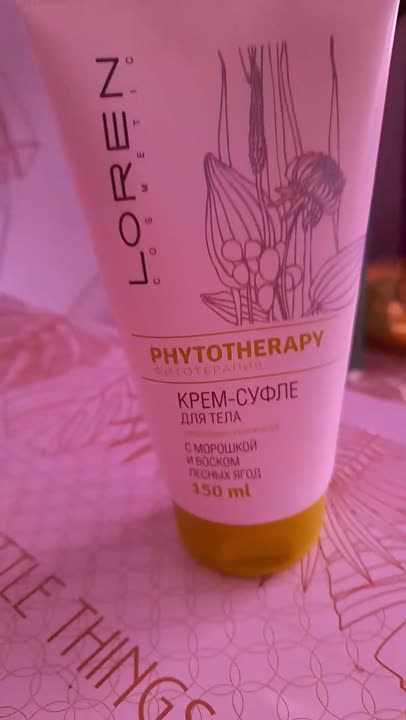 LOREN
COSMETIC
PHYTOTHERAPY
ФИТОТЕРАПИЯ
КРЕМ-СУФЛЕ
ДЛЯ ТЕЛА
С МОРОШКОЙ
И ВОСКОМ
ЛЕСНЫХ ЯГОД
150 ml
TTLE THINGS